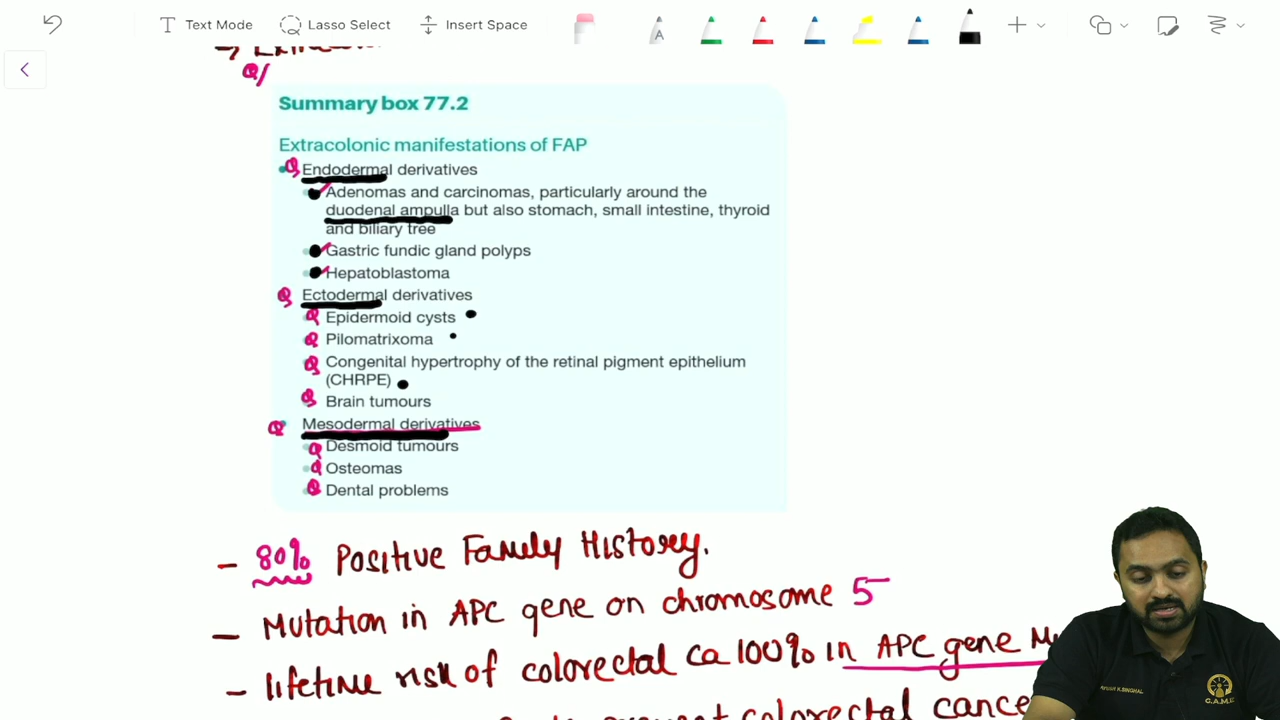 Text Mode
Lasso Select
Insert Space
Q/
Summary box 77.2
Extracolonic manifestations of FAP
Endodermal derivatives
Adenomas and carcinomas, particularly around the
duodenal ampulla but also stomach, small intestine, thyroid
and biliary tree
Gastric fundic gland polyps
Hepatoblastoma
Ectodermal derivatives
Epidermoid cysts
Pilomatrixoma
Congenital hypertrophy of the retinal pigment epithelium
(CHRPE)
Brain tumours
Mesodermal derivatives
Desmoid tumours
Osteomas
Dental problems
- 80% Positive Family History.
- Mutation in APC gene on chromosome 5
- lifetime risk of colorectal ca 100% in APC gene
colorectal cance
K.SINGHAL
C.A.M.E